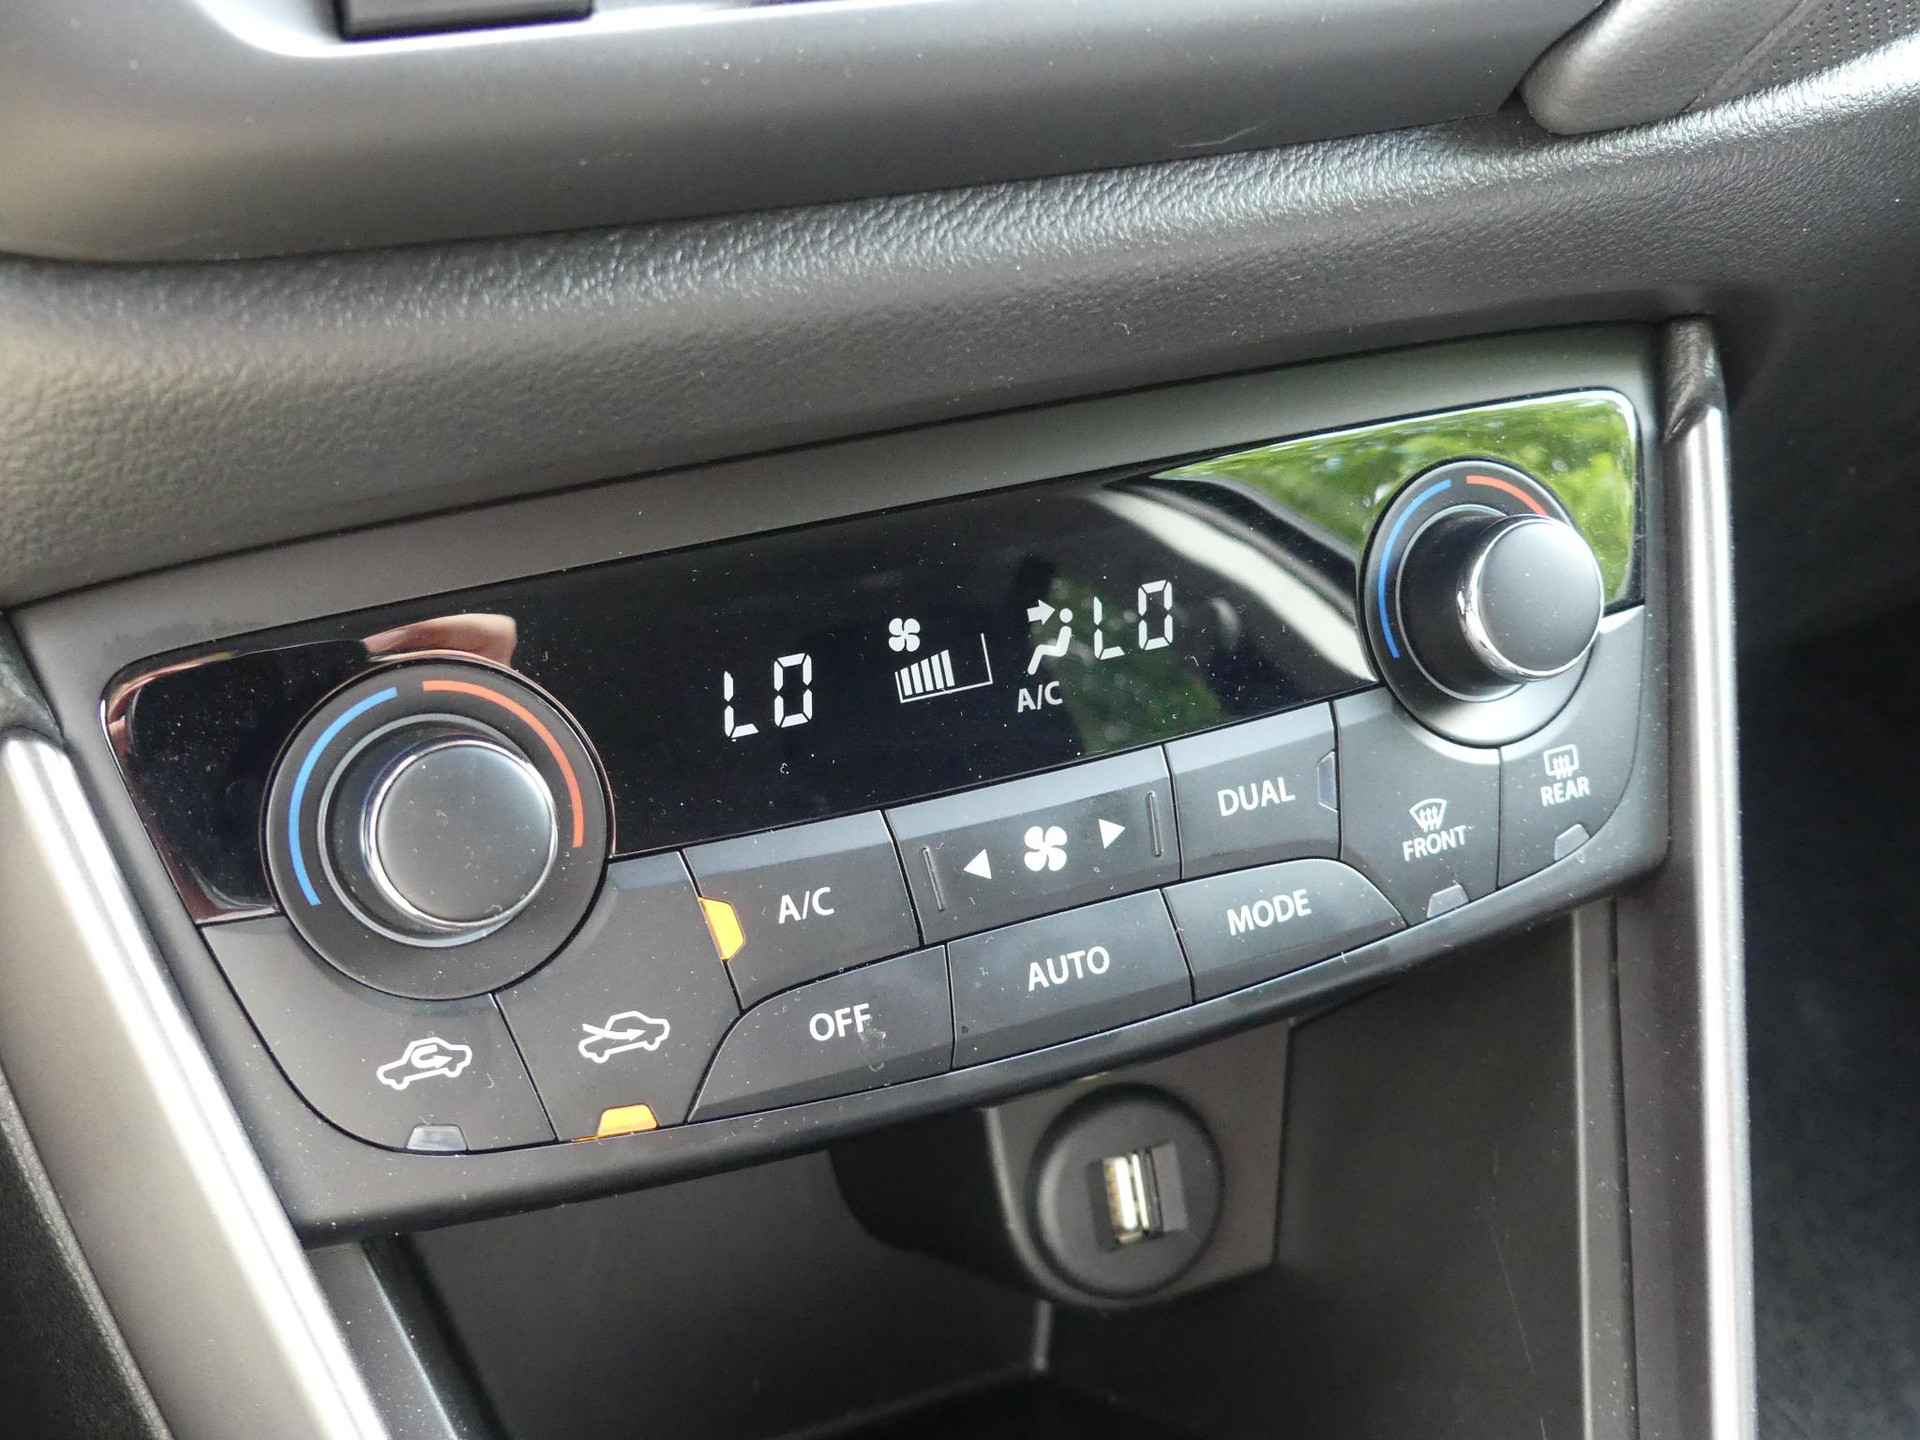 LO LO
A/C
A/C
DUAL
FRONT
REAR
OFF
AUTO
MODE